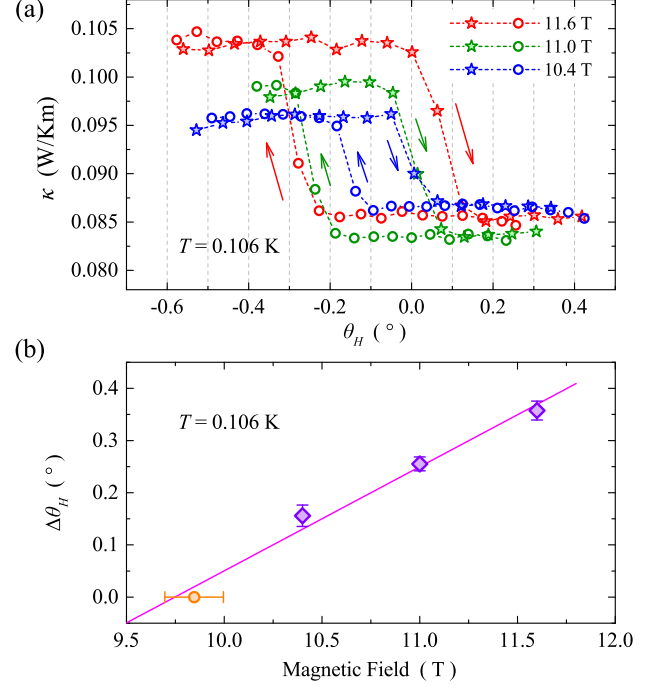 (a)
0.105
0.100
0.095
0.090
0.085
0.080
κ (W/Km)
11.6 T
11.0 T
10.4 T
T = 0.106 K
-0.6 -0.4 -0.2 0.0 0.2 0.4
θH ( ° )
(b)
0.4
0.3
0.2
0.1
0.0
ΔθH ( ° )
T = 0.106 K
9.5 10.0 10.5 11.0 11.5 12.0
Magnetic Field ( T )